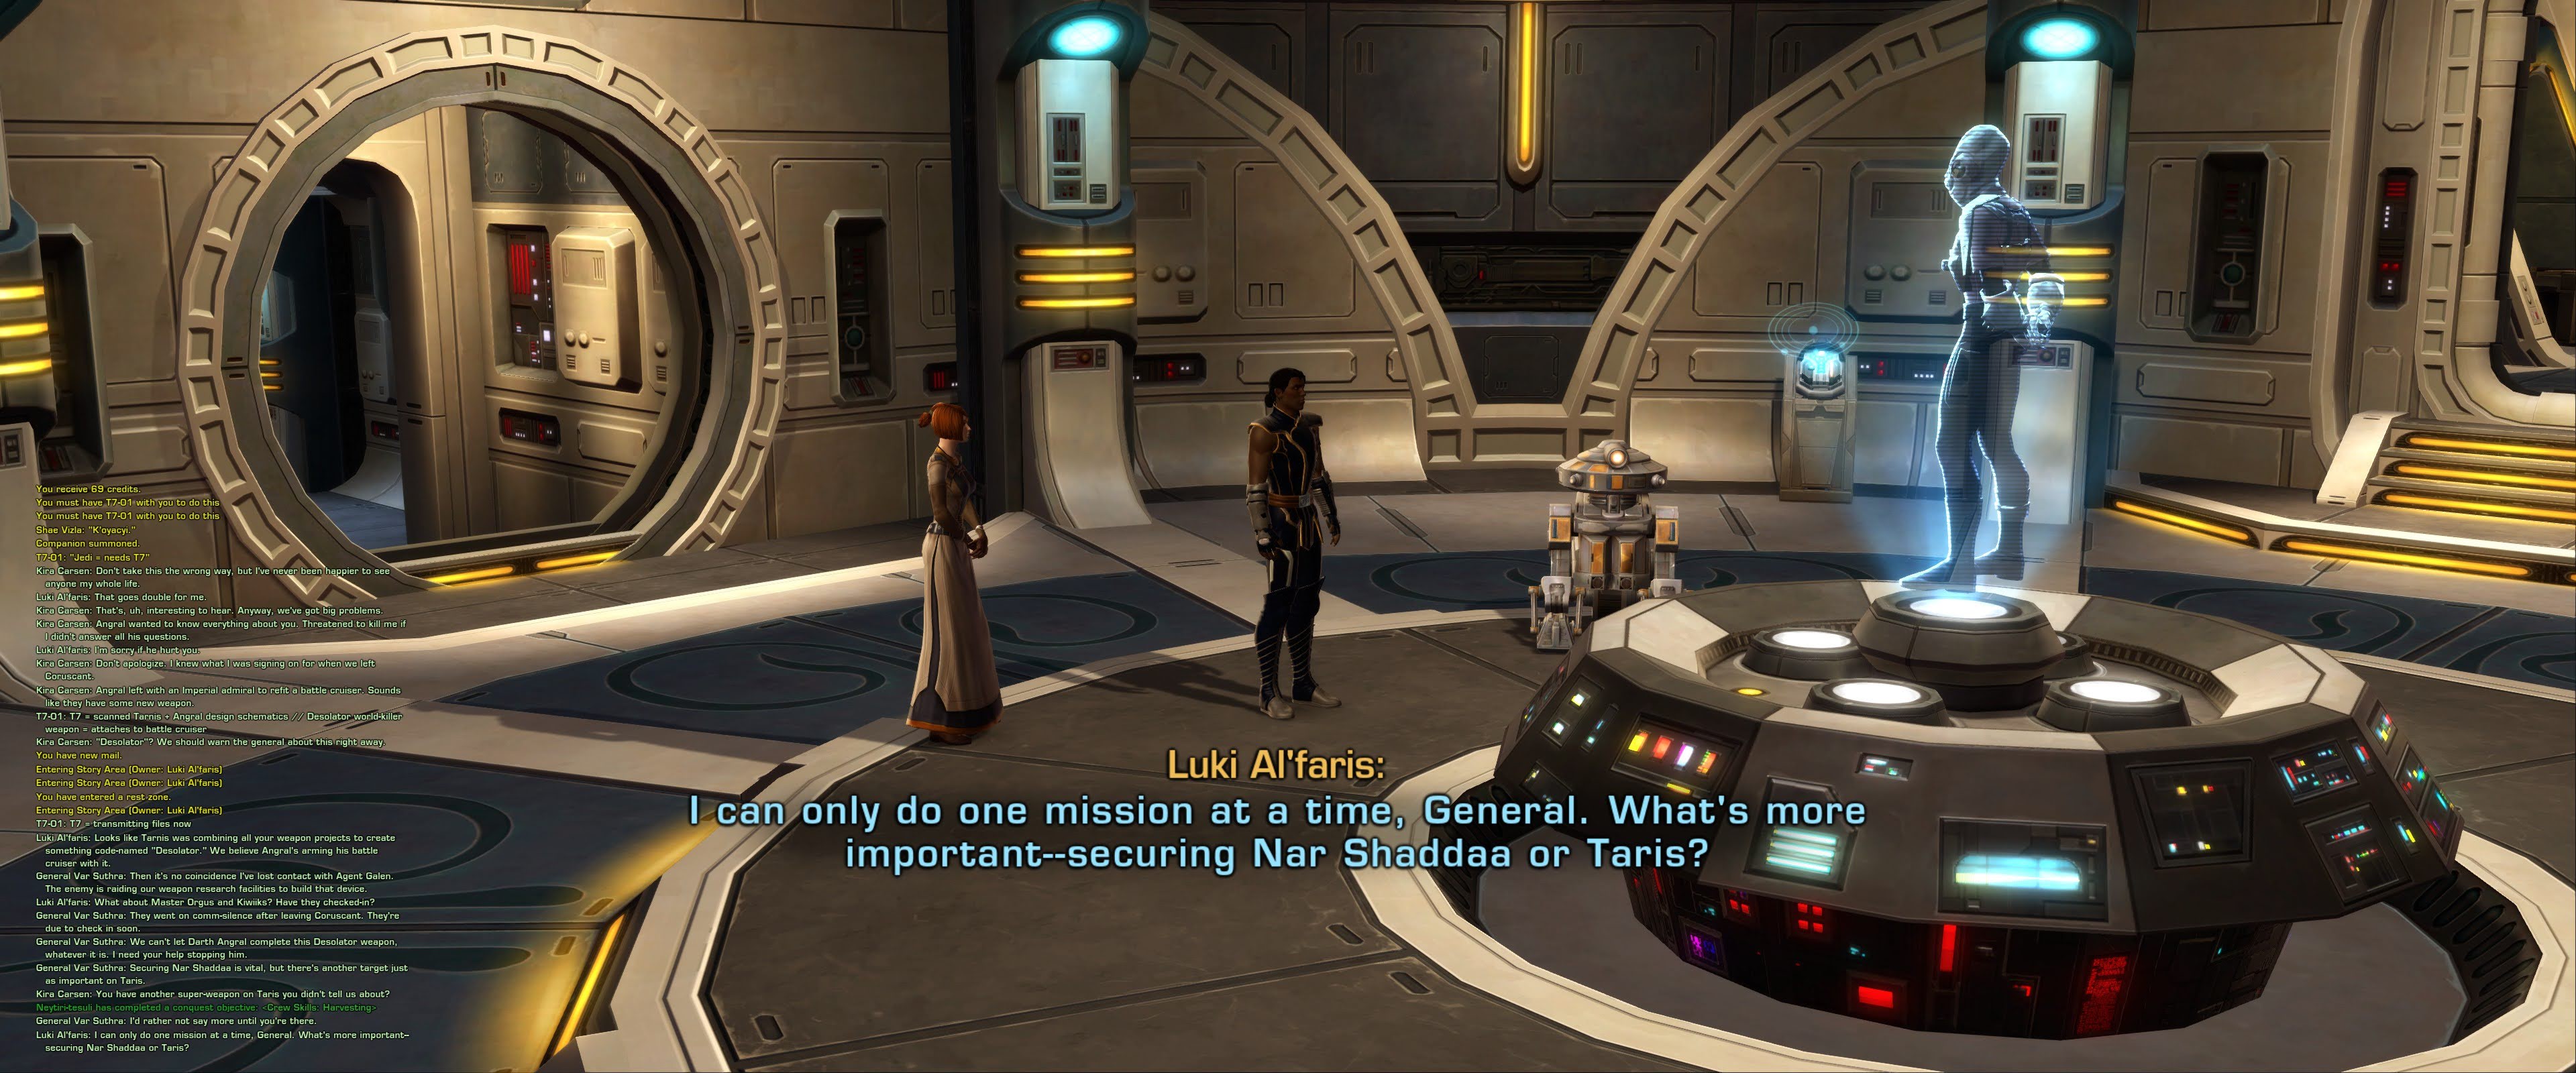 You receive 69 credits.
You must have T7-01 with you to do this
You must have T7-01 with you to do this
Shae Vizla: "K'oyacyi."
Companion summoned.
T7-01: "Jedi = needs T7"
Kira Carsen: Don't take this the wrong way, but I've never been happier to see
anyone my whole life.
Luki Al'faris: That goes double for me.
Kira Carsen: That's, uh, interesting to hear. Anyway, we've got big problems.
Kira Carsen: Angral wanted to know everything about you. Threatened to kill me if
I didn't answer all his questions.
Luki Al'faris: I'm sorry if he hurt you.
Kira Carsen: Don't apologize. I knew what I was signing on for when we left
Coruscant.
Kira Carsen: Angral left with an Imperial admiral to refit a battle cruiser. Sounds
like they have some new weapon.
T7-01: T7 = scanned Tarnis + Angral design schematics // Desolator world-killer
weapon = attaches to battle cruiser
Kira Carsen: "Desolator"? We should warn the general about this right away.
You have new mail.
Entering Story Area (Owner: Luki Al'faris)
Entering Story Area (Owner: Luki Al'faris)
You have entered a rest zone.
Entering Story Area (Owner: Luki Al'faris)
T7-01: T7 = transmitting files now
Luki Al'faris: Looks like Tarnis was combining all your weapon projects to create
something code-named "Desolator." We believe Angral's arming his battle
cruiser with it.
General Var Suthra: Then it's no coincidence I've lost contact with Agent Galen.
The enemy is raiding our weapon research facilities to build that device.
Luki Al'faris: What about Master Orgus and Kiwiiks? Have they checked-in?
General Var Suthra: They went on comm-silence after leaving Coruscant. They're
due to check in soon.
General Var Suthra: We can't let Darth Angral complete this Desolator weapon,
whatever it is. I need your help stopping him.
General Var Suthra: Securing Nar Shaddaa is vital, but there's another target just
as important on Taris.
Kira Carsen: You have another super-weapon on Taris you didn't tell us about?
Neytiri-tesuli has completed a conquest objective: <Crew Skills: Harvesting>
General Var Suthra: I'd rather not say more until you're there.
Luki Al'faris: I can only do one mission at a time, General. What's more important--
securing Nar Shaddaa or Taris?
Luki Al'faris:
I can only do one mission at a time, General. What's more
important--securing Nar Shaddaa or Taris?